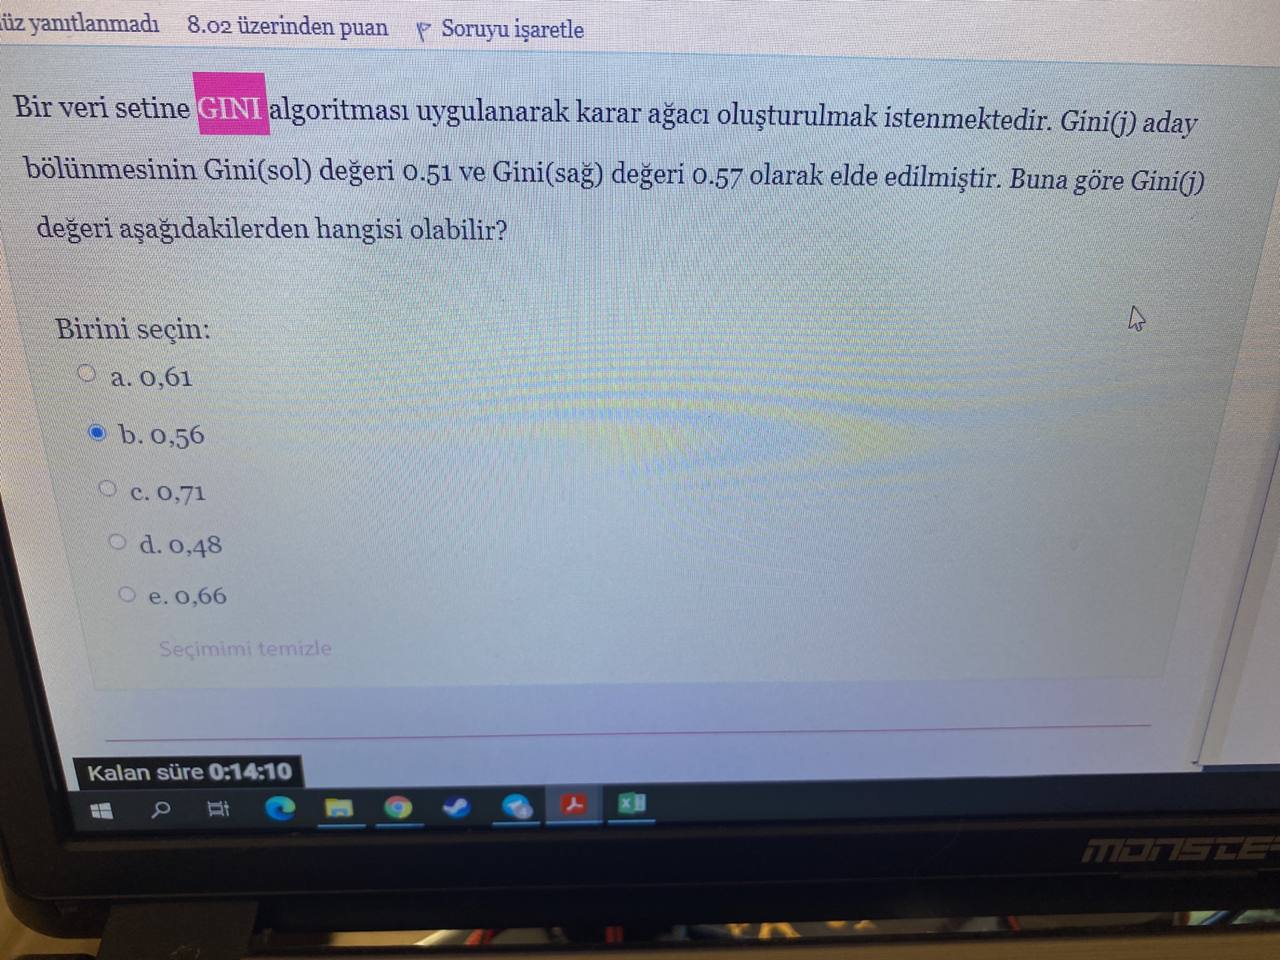 üz yanıtlanmadı 8.02 üzerinden puan Soruyu işaretle
Bir veri setine GINI algoritması uygulanarak karar ağacı oluşturulmak istenmektedir. Gini(j) aday
bölünmesinin Gini(sol) değeri 0.51 ve Gini(sağ) değeri 0.57 olarak elde edilmiştir. Buna göre Gini(j)
değeri aşağıdakilerden hangisi olabilir?
Birini seçin:
a. 0,61
b. 0,56
c. 0,71
d. 0,48
e. 0,66
Seçimimi temizle
Kalan süre 0:14:10
MONSTE